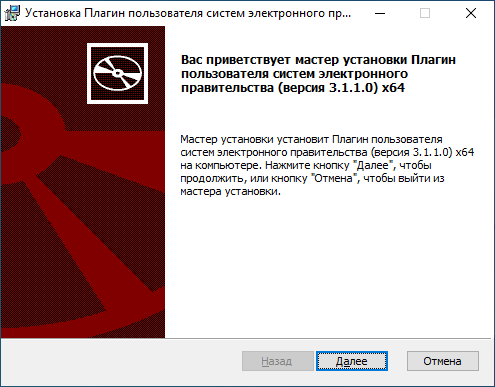 Установка Плагин пользователя систем электронного пр...
Вас приветствует мастер установки Плагин
пользователя систем электронного
правительства (версия 3.1.1.0) x64
Мастер установки установит Плагин пользователя
систем электронного правительства (версия 3.1.1.0) x64
на компьютере. Нажмите кнопку "Далее", чтобы
продолжить, или кнопку "Отмена", чтобы выйти из
мастера установки.
Назад Далее Отмена